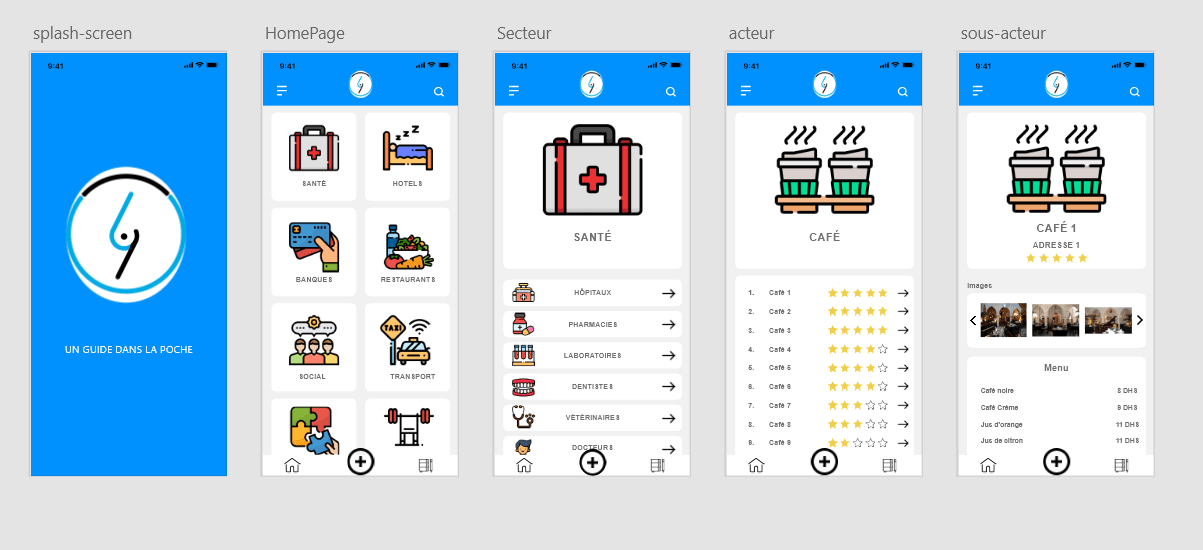 splash-screen
HomePage
Secteur
acteur
sous-acteur
9:41
UN GUIDE DANS LA POCHE
9:41
SANTÉ
HOTELS
BANQUES
RESTAURANTS
SOCIAL
TAXI
TRANSPORT
9:41
SANTÉ
HÔPITAUX
PHARMACIES
LABORATOIRES
DENTISTES
VÉTÉRINAIRES
DOCTEURS
9:41
CAFÉ
1. Café 1
2. Café 2
3. Café 3
4. Café 4
5. Café 5
6. Café 6
7. Café 7
8. Café 8
9. Café 9
9:41
CAFÉ 1
ADRESSE 1
Images
Menu
Café noire 8 DHS
Café Crème 9 DHS
Jus d'orange 11 DHS
Jus de citron 11 DHS